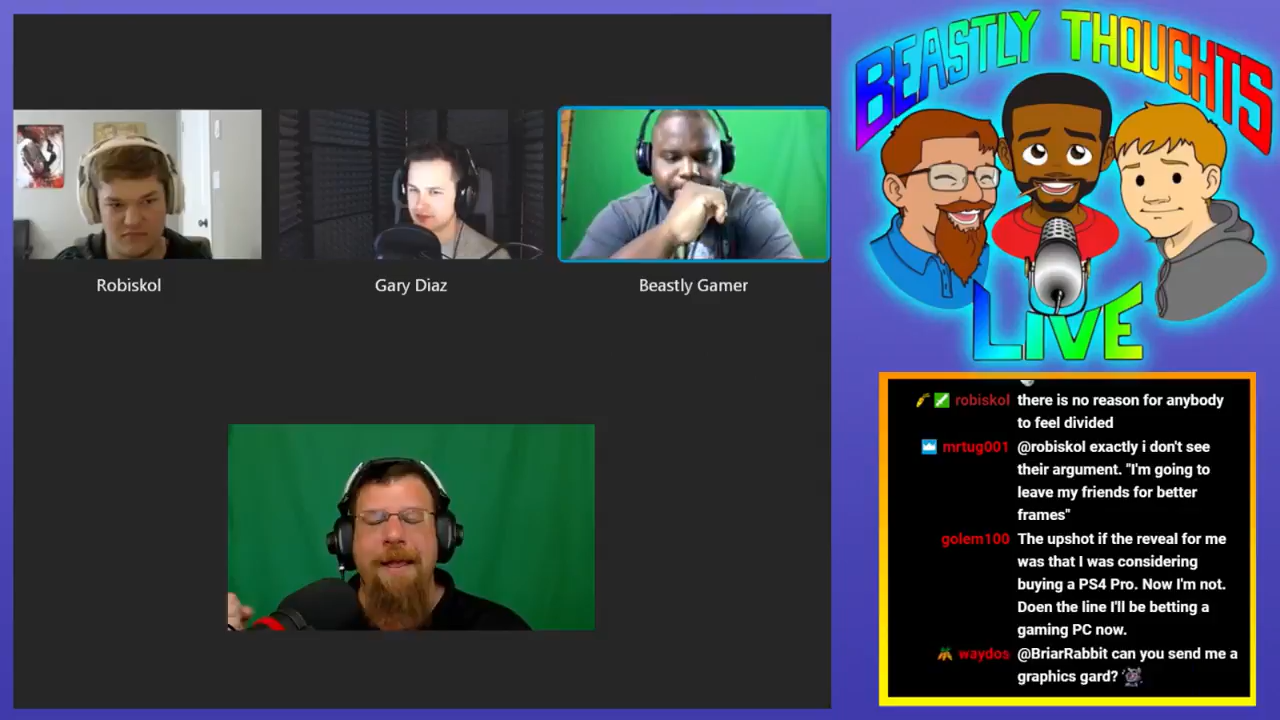 BEASTLY THOUGHTS
LIVE
Robiskol
Gary Diaz
Beastly Gamer
robiskol there is no reason for anybody
to feel divided
mrtug001 @robiskol exactly i don't see
their argument. "I'm going to
leave my friends for better
frames"
golem100 The upshot if the reveal for me
was that I was considering
buying a PS4 Pro. Now I'm not.
Doen the line I'll be betting a
gaming PC now.
waydos @BriarRabbit can you send me a
graphics gard?